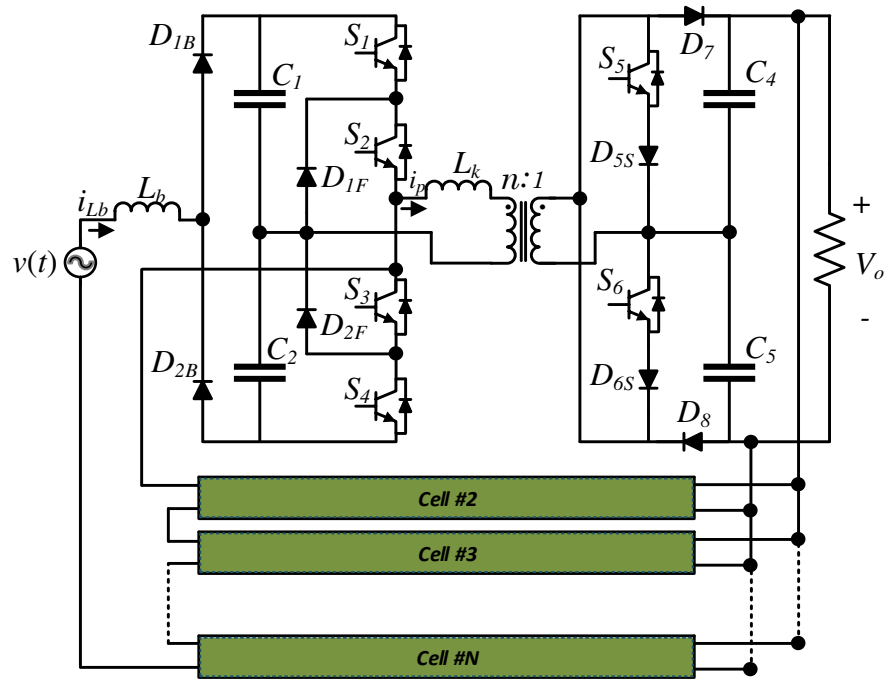 D1B
C1
S1
S2
D1F
iLb
Lb
v(t)
ip
Lk
n:1
S3
D2F
D2B
C2
S4
D7
S5
C4
D5S
S6
D6S
C5
D8
+
Vo
-
Cell #2
Cell #3
Cell #N